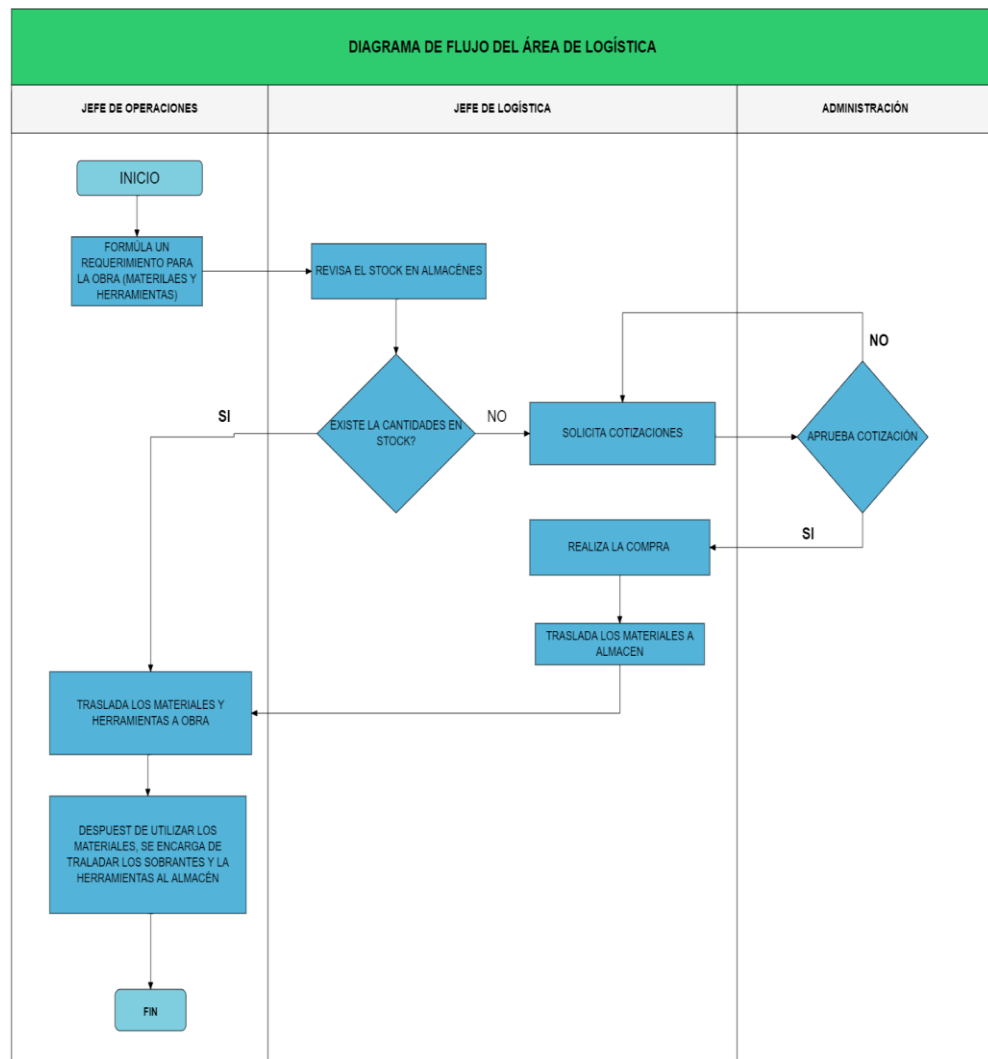 DIAGRAMA DE FLUJO DEL ÁREA DE LOGÍSTICA
JEFE DE OPERACIONES
JEFE DE LOGÍSTICA
ADMINISTRACIÓN
INICIO
FORMÚLA UN
REQUERIMIENTO PARA
LA OBRA (MATERILAES Y
HERRAMIENTAS)
REVISA EL STOCK EN ALMACÉNES
NO
SI
EXISTE LA CANTIDADES EN
STOCK?
NO
SOLICITA COTIZACIONES
APRUEBA COTIZACIÓN
REALIZA LA COMPRA
SI
TRASLADA LOS MATERIALES A
ALMACEN
TRASLADA LOS MATERIALES Y
HERRAMIENTAS A OBRA
DESPUEST DE UTILIZAR LOS
MATERIALES, SE ENCARGA DE
TRALADAR LOS SOBRANTES Y LA
HERRAMIENTAS AL ALMACÉN
FIN